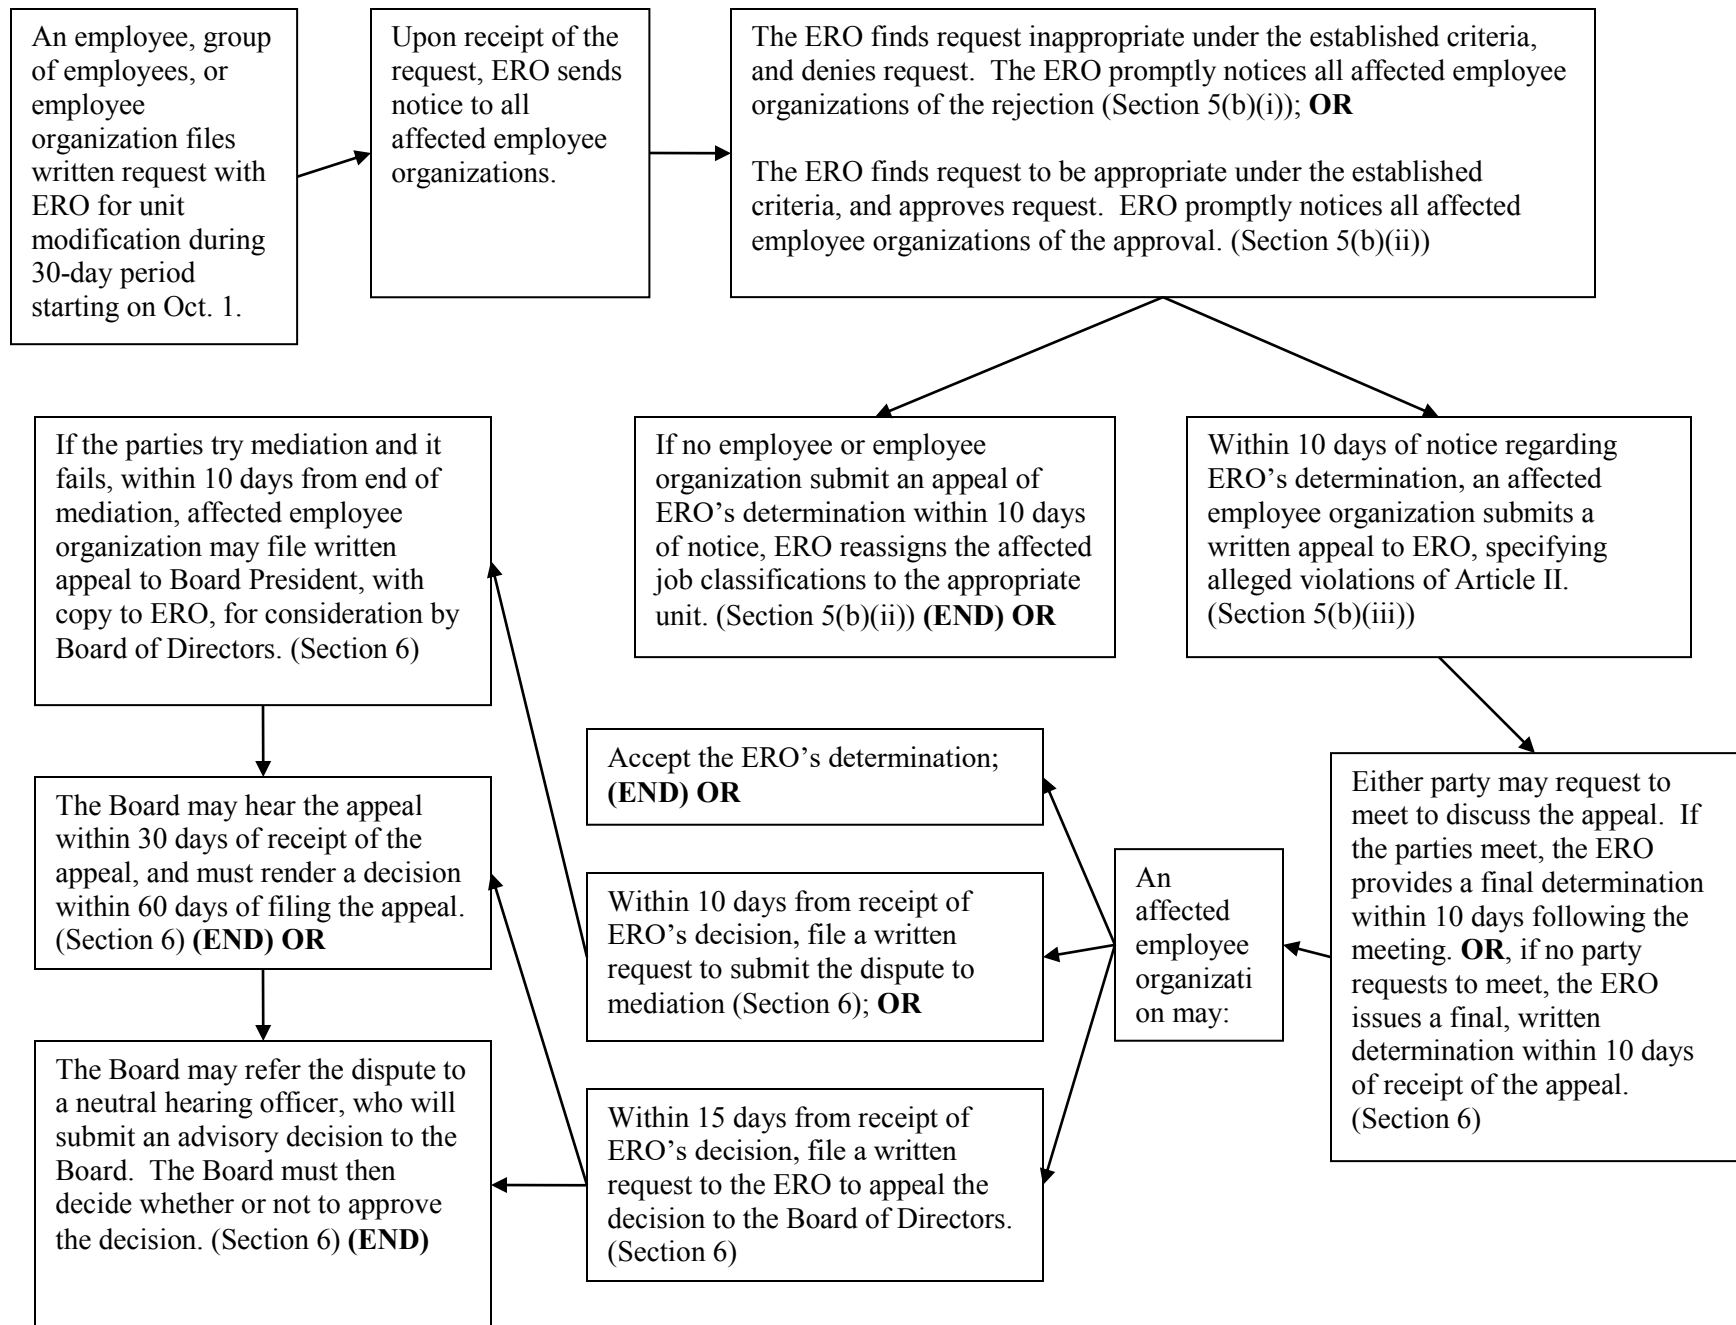 An employee, group
of employees, or
employee
organization files
written request with
ERO for unit
modification during
30-day period
starting on Oct. 1.
Upon receipt of the
request, ERO sends
notice to all
affected employee
organizations.
The ERO finds request inappropriate under the established criteria,
and denies request.  The ERO promptly notices all affected employee
organizations of the rejection (Section 5(b)(i)); OR
The ERO finds request to be appropriate under the established
criteria, and approves request.  ERO promptly notices all affected
employee organizations of the approval. (Section 5(b)(ii))
If no employee or employee
organization submit an appeal of
ERO’s determination within 10 days
of notice, ERO reassigns the affected
job classifications to the appropriate
unit. (Section 5(b)(ii)) (END) OR
Within 10 days of notice regarding
ERO’s determination, an affected
employee organization submits a
written appeal to ERO, specifying
alleged violations of Article II.
(Section 5(b)(iii))
Either party may request to
meet to discuss the appeal.  If
the parties meet, the ERO
provides a final determination
within 10 days following the
meeting. OR, if no party
requests to meet, the ERO
issues a final, written
determination within 10 days
of receipt of the appeal.
(Section 6)
An
affected
employee
organizati
on may:
Accept the ERO’s determination;
(END) OR
Within 10 days from receipt of
ERO’s decision, file a written
request to submit the dispute to
mediation (Section 6); OR
Within 15 days from receipt of
ERO’s decision, file a written
request to the ERO to appeal the
decision to the Board of Directors.
(Section 6)
If the parties try mediation and it
fails, within 10 days from end of
mediation, affected employee
organization may file written
appeal to Board President, with
copy to ERO, for consideration by
Board of Directors. (Section 6)
The Board may hear the appeal
within 30 days of receipt of the
appeal, and must render a decision
within 60 days of filing the appeal.
(Section 6) (END) OR
The Board may refer the dispute to
a neutral hearing officer, who will
submit an advisory decision to the
Board.  The Board must then
decide whether or not to approve
the decision. (Section 6) (END)